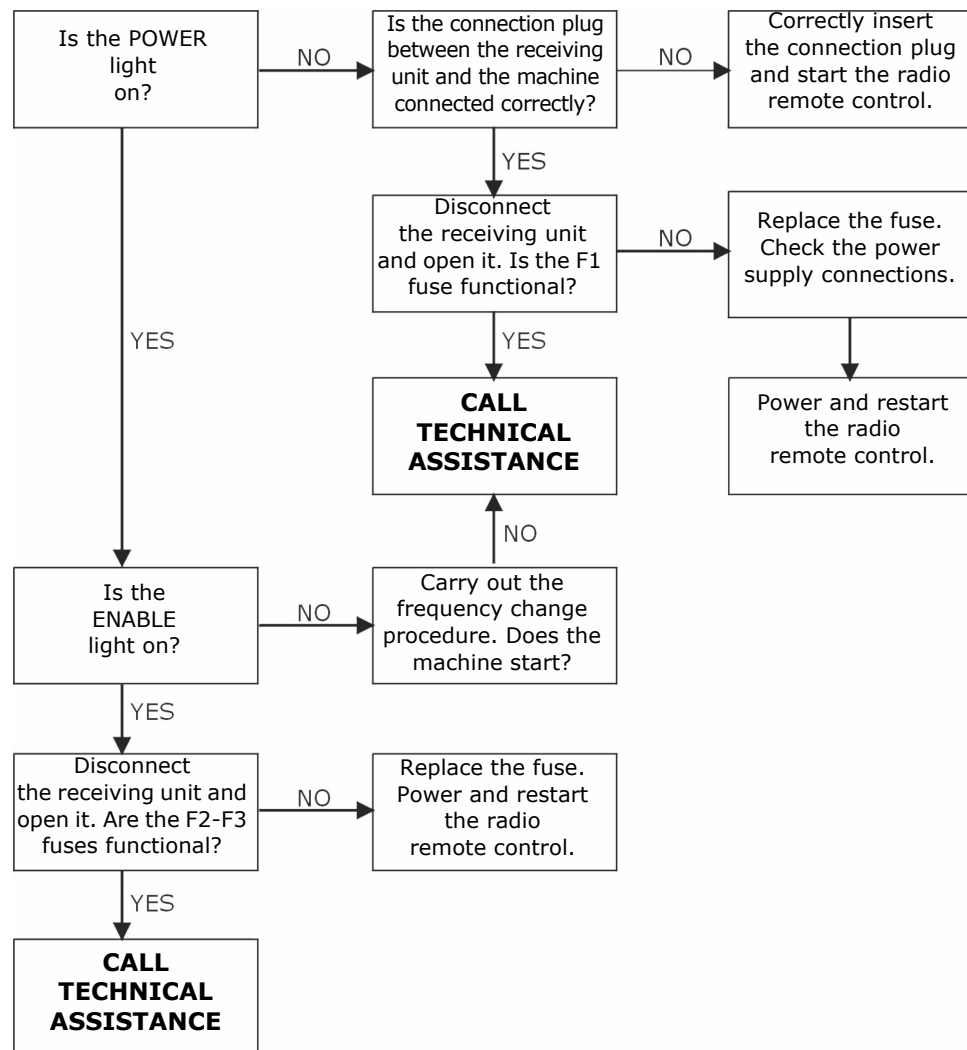 Is the POWER
light
on?
NO
Is the connection plug
between the receiving
unit and the machine
connected correctly?
NO
Correctly insert
the connection plug
and start the radio
remote control.
YES
Disconnect
the receiving unit
and open it. Is the F1
fuse functional?
NO
Replace the fuse.
Check the power
supply connections.
YES
YES
CALL
TECHNICAL
ASSISTANCE
Power and restart
the radio
remote control.
NO
Is the
ENABLE
light on?
NO
Carry out the
frequency change
procedure. Does the
machine start?
YES
Disconnect
the receiving unit and
open it. Are the F2-F3
fuses functional?
NO
Replace the fuse.
Power and restart
the radio
remote control.
YES
CALL
TECHNICAL
ASSISTANCE